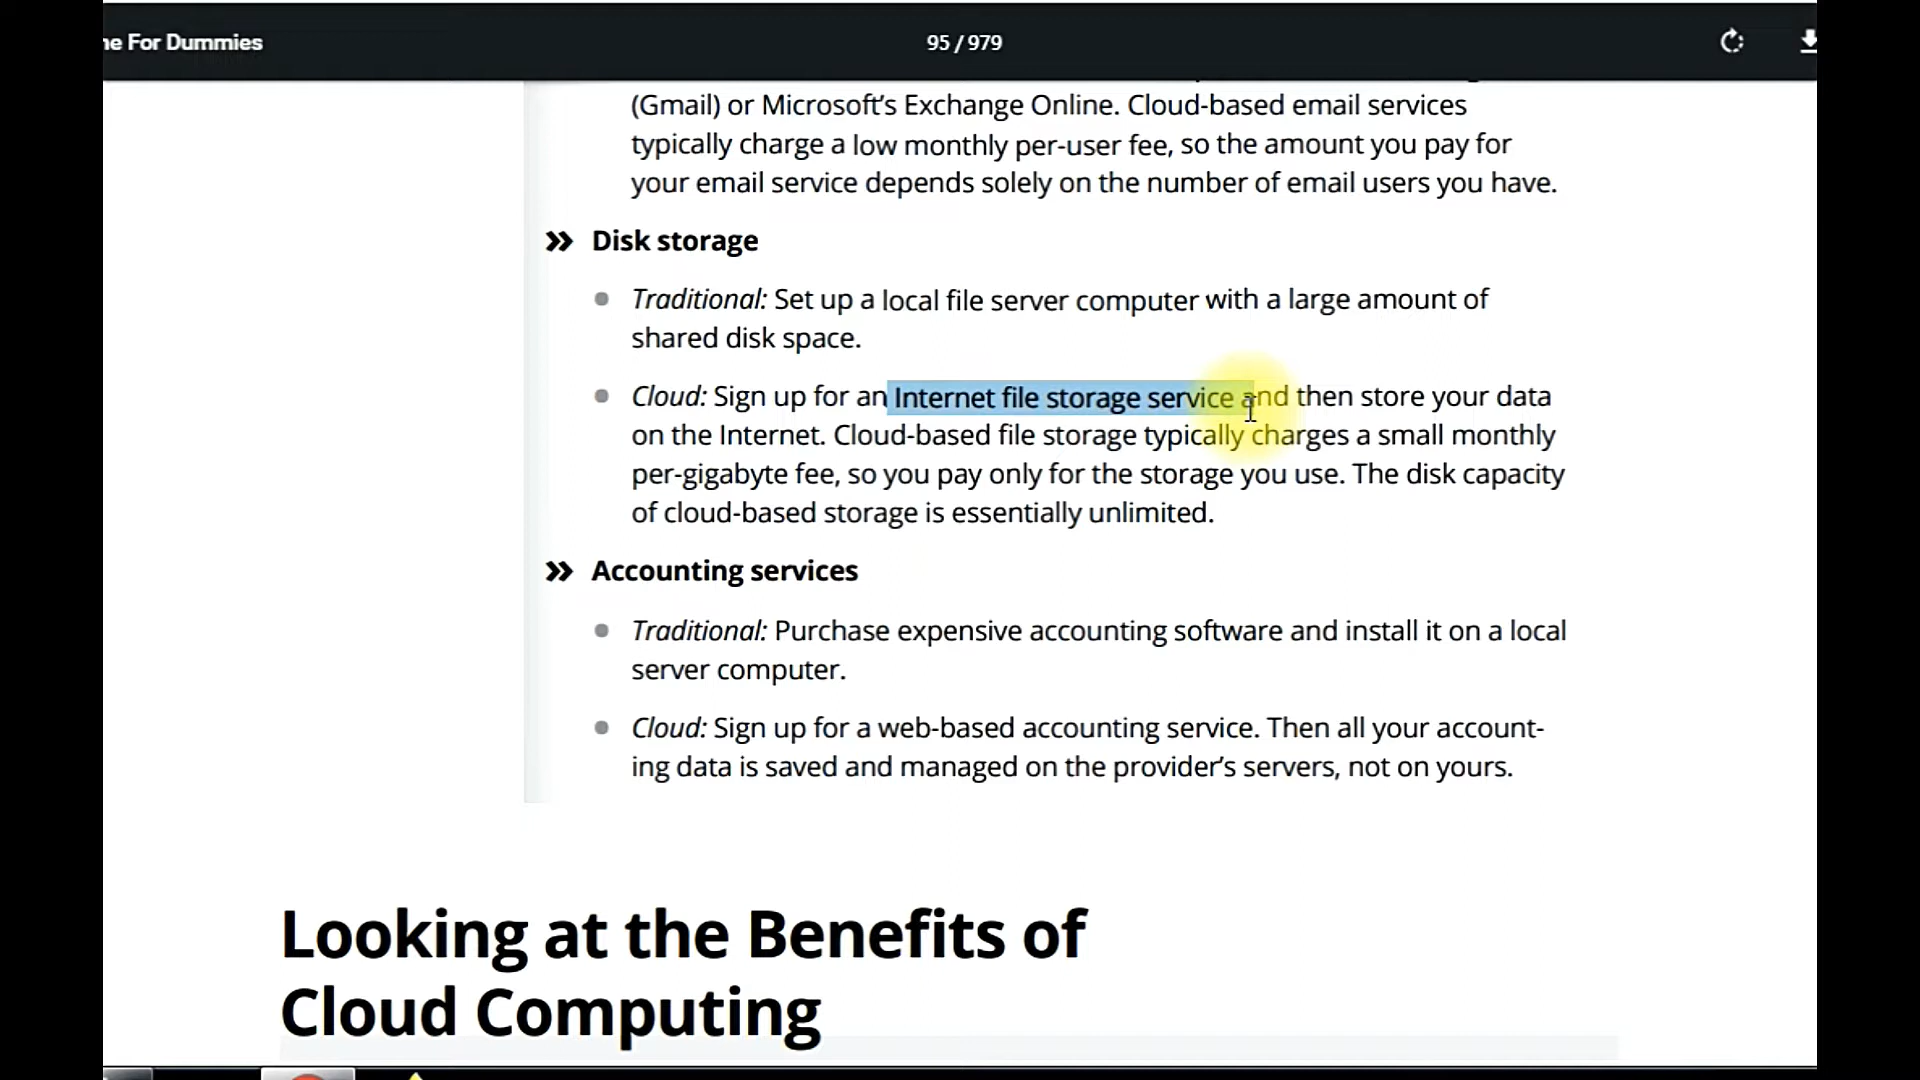 ne For Dummies
95 / 979
(Gmail) or Microsoft's Exchange Online. Cloud-based email services
typically charge a low monthly per-user fee, so the amount you pay for
your email service depends solely on the number of email users you have.
» Disk storage
Traditional: Set up a local file server computer with a large amount of
shared disk space.
Cloud: Sign up for an Internet file storage service and then store your data
on the Internet. Cloud-based file storage typically charges a small monthly
per-gigabyte fee, so you pay only for the storage you use. The disk capacity
of cloud-based storage is essentially unlimited.
» Accounting services
Traditional: Purchase expensive accounting software and install it on a local
server computer.
Cloud: Sign up for a web-based accounting service. Then all your account-
ing data is saved and managed on the provider's servers, not on yours.
Looking at the Benefits of
Cloud Computing